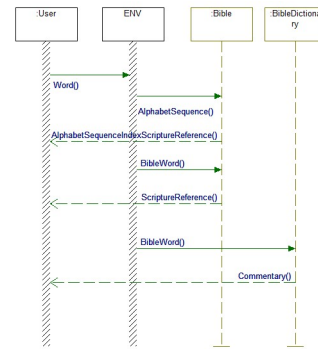 :User
ENV
:Bible
:BibleDictiona
ry
Word()
AlphabetSequence()
AlphabetSequenceIndexScriptureReference()
BibleWord()
ScriptureReference()
BibleWord()
Commentary()